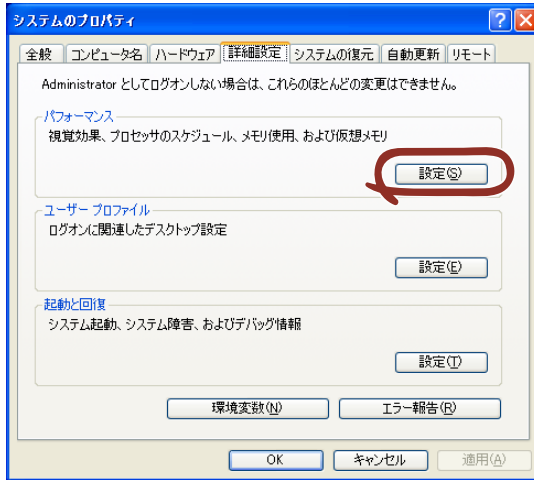 システムのプロパティ
全般 コンピュータ名 ハードウェア 詳細設定 システムの復元 自動更新 リモート
Administrator としてログオンしない場合は、これらのほとんどの変更はできません。
パフォーマンス
視覚効果、プロセッサのスケジュール、メモリ使用、および仮想メモリ
設定(S)
ユーザー プロファイル
ログオンに関連したデスクトップ設定
設定(E)
起動と回復
システム起動、システム障害、およびデバッグ情報
設定(T)
環境変数(N) エラー報告(R)
OK キャンセル 適用(A)